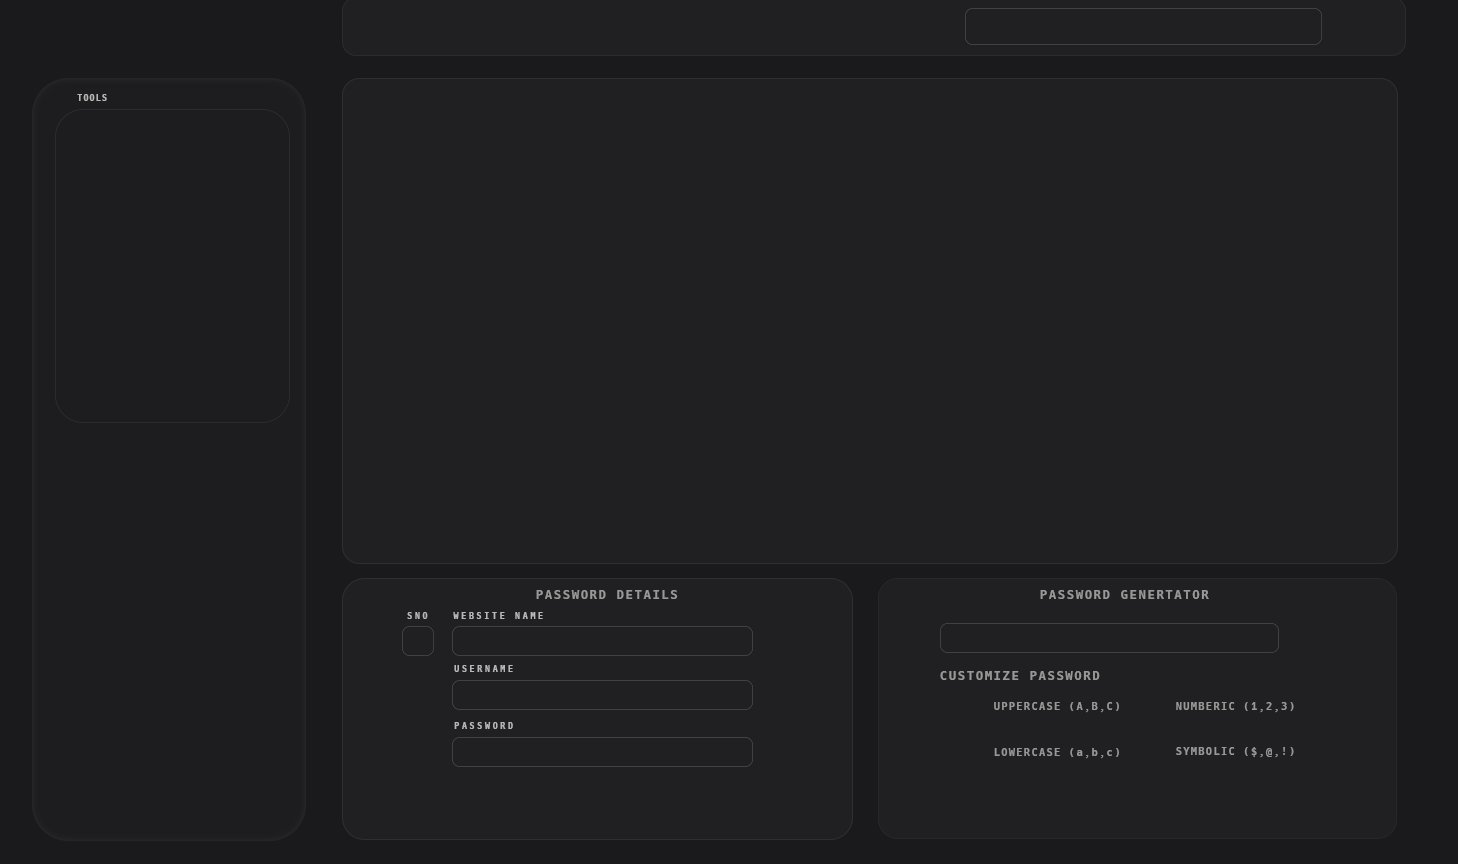 TOOLS
PASSWORD DETAILS
SNO WEBSITE NAME
USERNAME
PASSWORD
PASSWORD GENERTATOR
CUSTOMIZE PASSWORD
UPPERCASE (A,B,C) NUMBERIC (1,2,3)
LOWERCASE (a,b,c) SYMBOLIC ($,@,!)